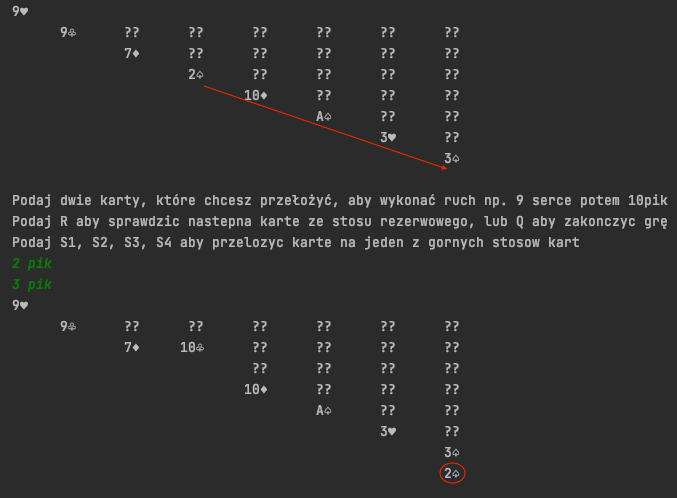 9♥
9♧ ?? ?? ?? ?? ?? ??
7♦ ?? ?? ?? ?? ??
2♤ ?? ?? ?? ??
10♦ ?? ?? ??
A♤ ?? ??
3♥ ??
3♤
Podaj dwie karty, które chcesz przełożyć, aby wykonać ruch np. 9 serce potem 10pik
Podaj R aby sprawdzic nastepna karte ze stosu rezerwowego, lub Q aby zakonczyc grę
Podaj S1, S2, S3, S4 aby przelozyc karte na jeden z gornych stosow kart
2 pik
3 pik
9♥
9♧ ?? ?? ?? ?? ?? ??
7♦ 10♧ ?? ?? ?? ??
?? ?? ?? ??
10♦ ?? ?? ??
A♤ ?? ??
3♥ ??
3♤
2♤